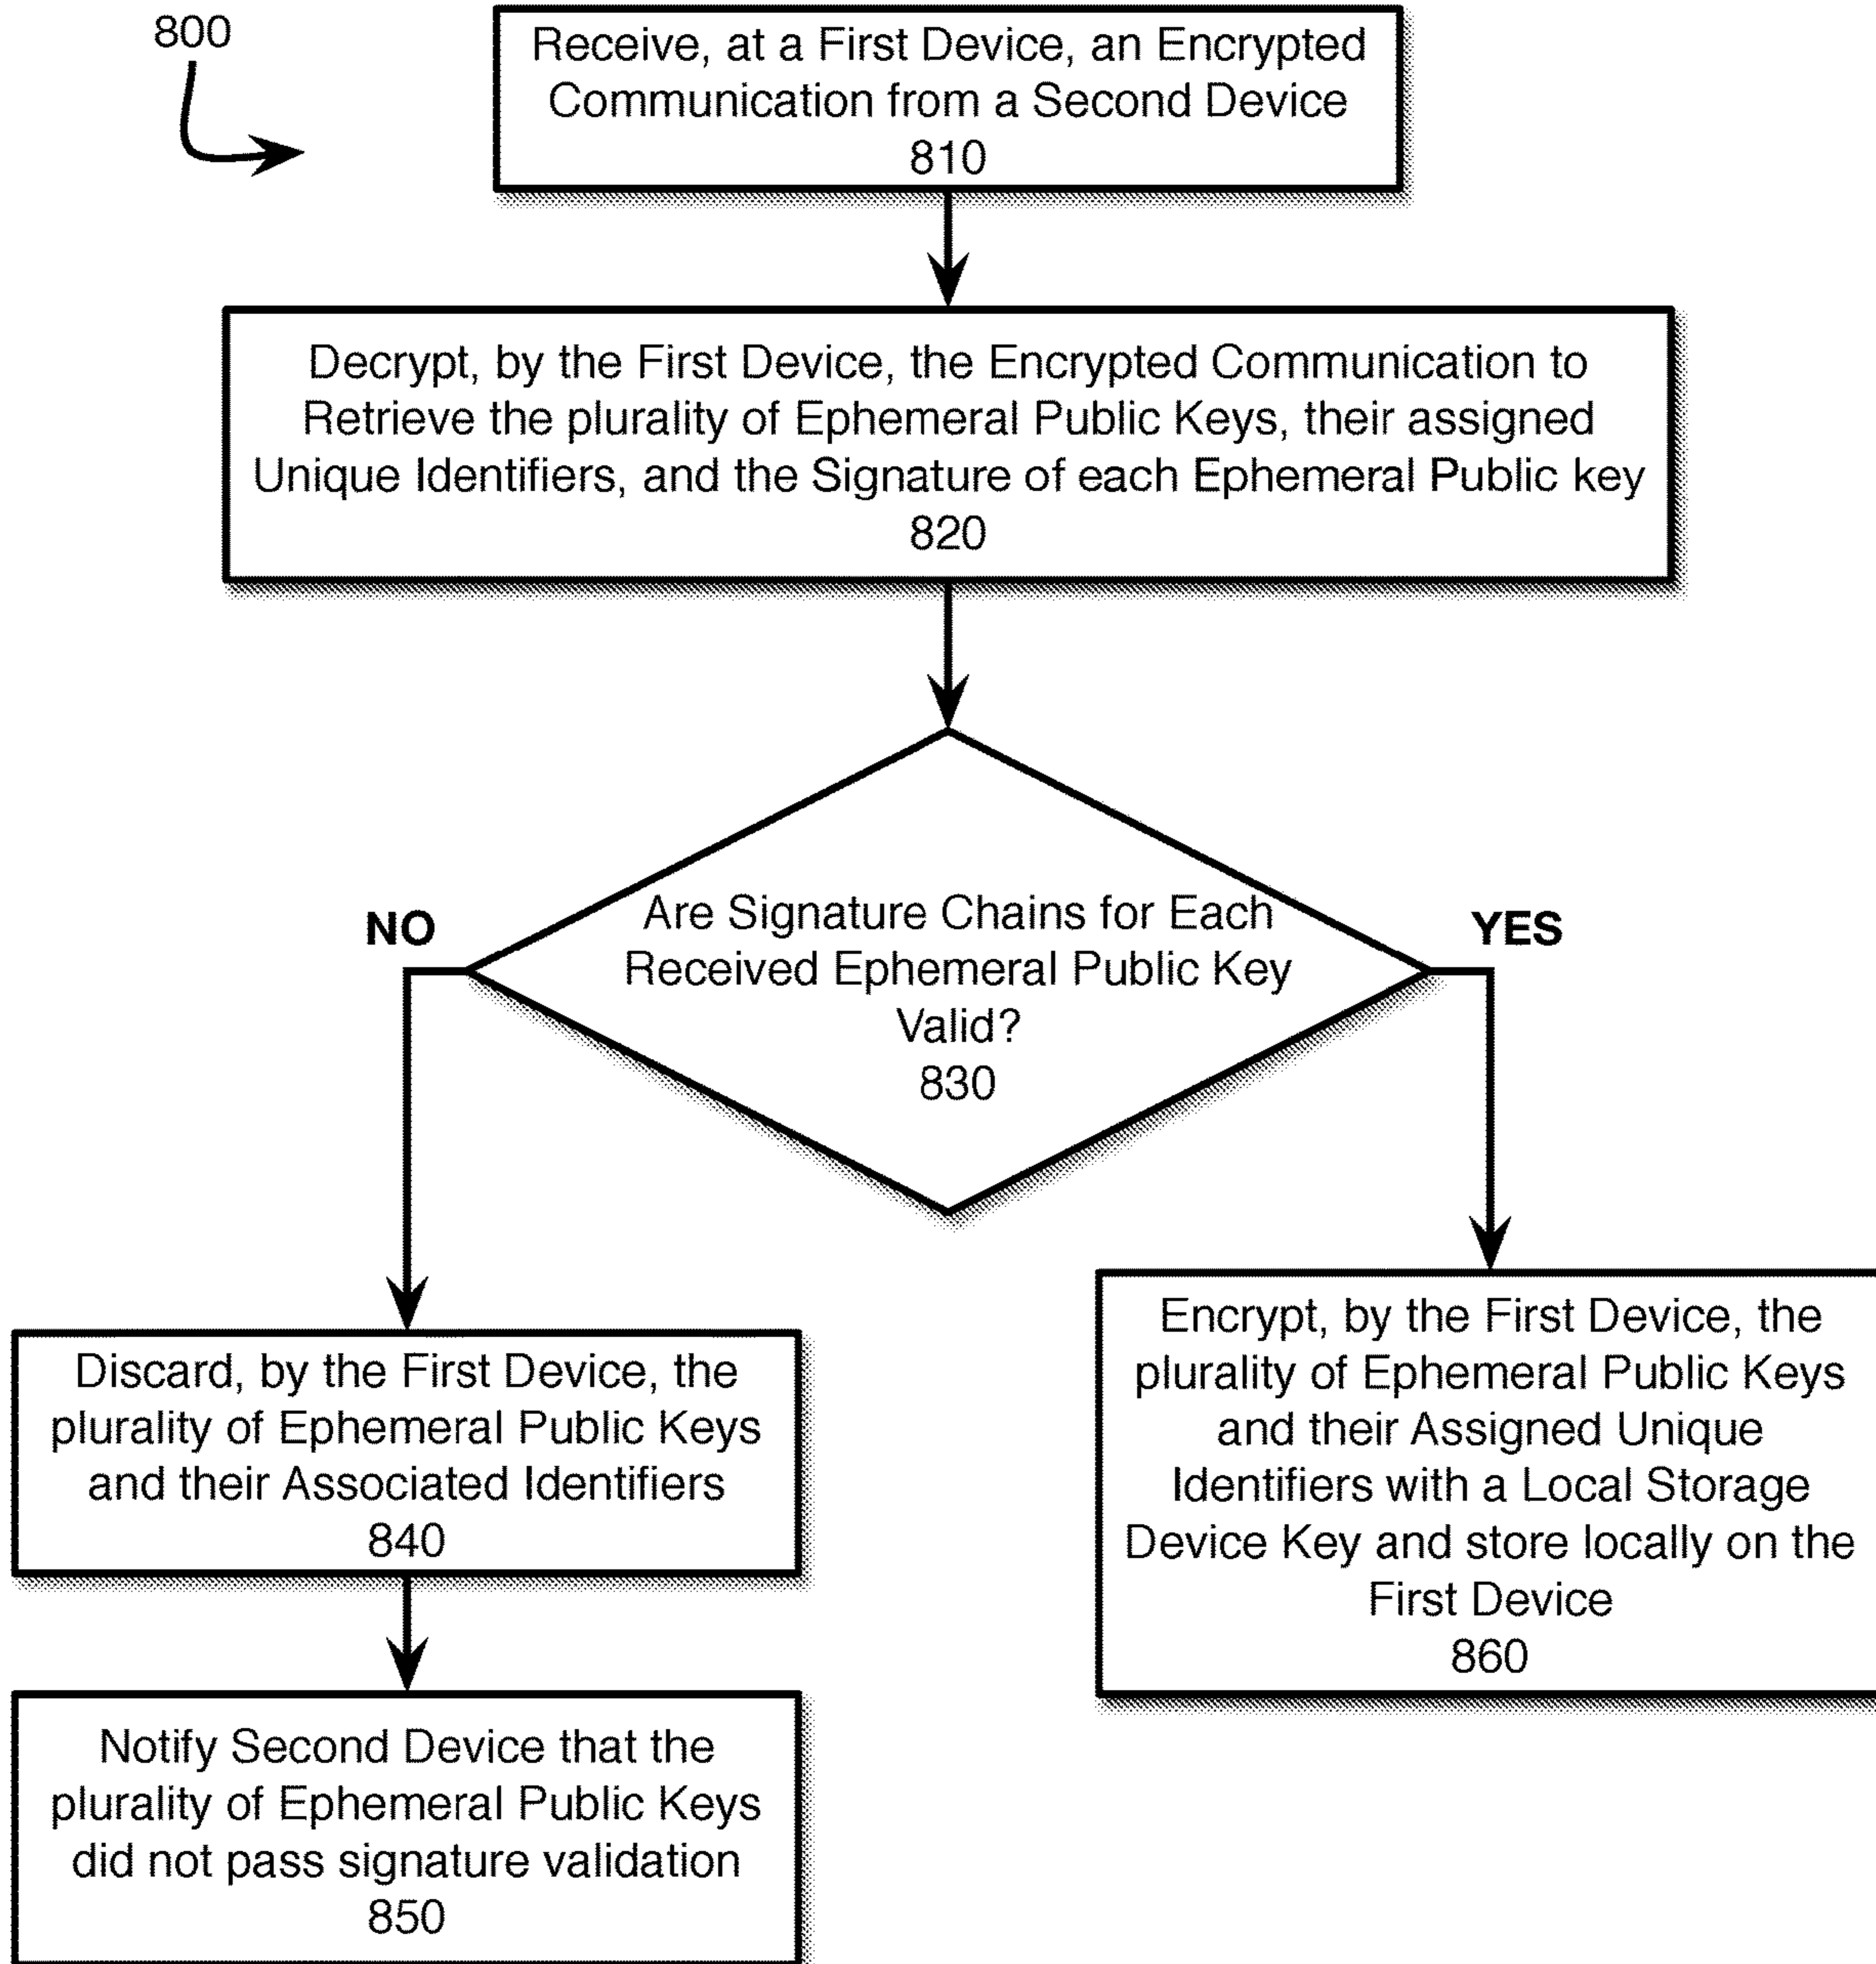 800
Receive, at a First Device, an Encrypted
Communication from a Second Device
810
Decrypt, by the First Device, the Encrypted Communication to
Retrieve the plurality of Ephemeral Public Keys, their assigned
Unique Identifiers, and the Signature of each Ephemeral Public key
820
Are Signature Chains for Each
Received Ephemeral Public Key
Valid?
830
NO
YES
Discard, by the First Device, the
plurality of Ephemeral Public Keys
and their Associated Identifiers
840
Notify Second Device that the
plurality of Ephemeral Public Keys
did not pass signature validation
850
Encrypt, by the First Device, the
plurality of Ephemeral Public Keys
and their Assigned Unique
Identifiers with a Local Storage
Device Key and store locally on the
First Device
860